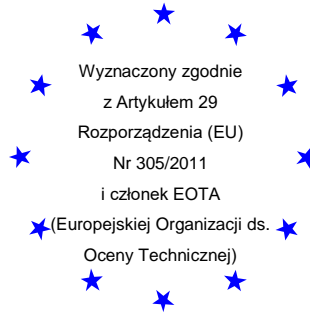 Wyznaczony zgodnie
z Artykułem 29
Rozporządzenia (EU)
Nr 305/2011
i członek EOTA
(Europejskiej Organizacji ds.
Oceny Technicznej)